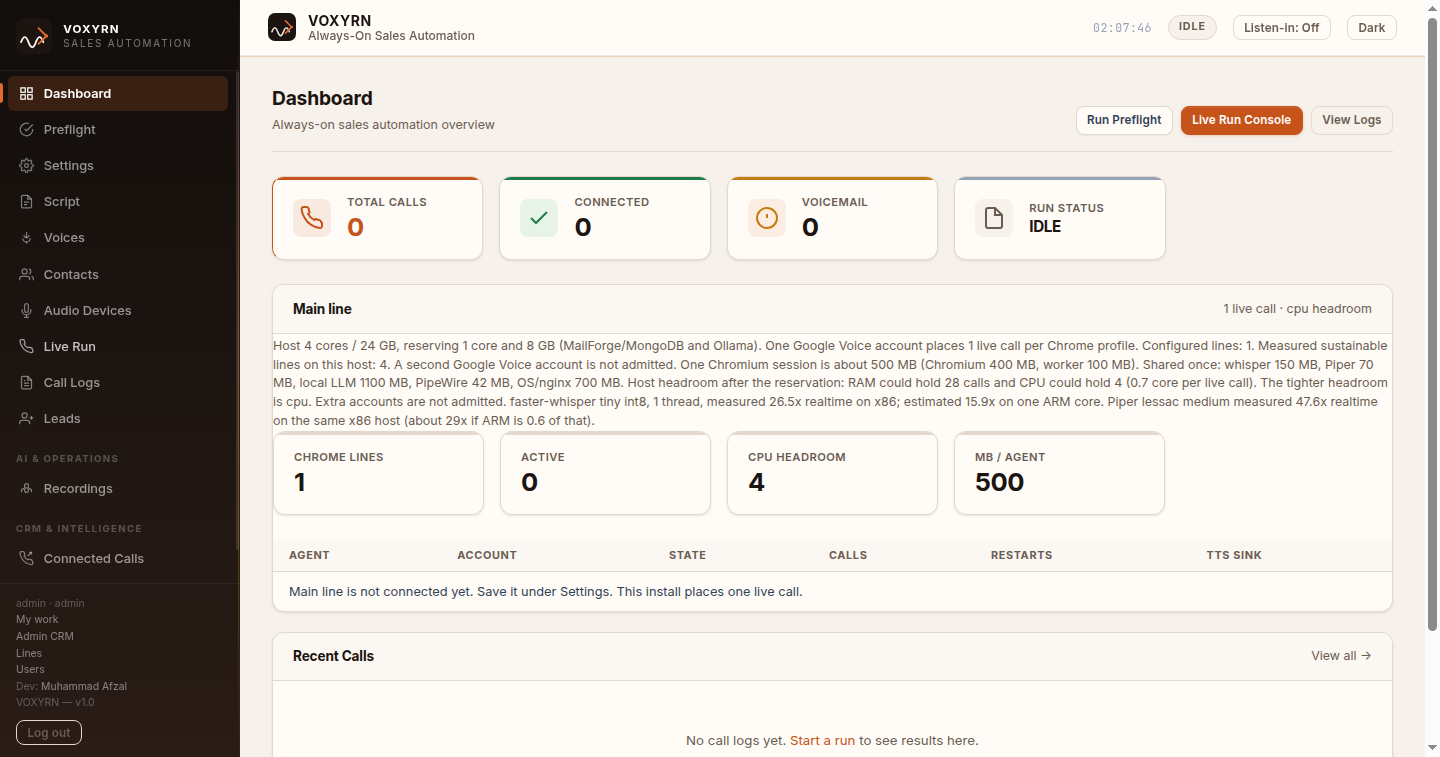 VOXYRN
SALES AUTOMATION
Dashboard
Preflight
Settings
Script
Voices
Contacts
Audio Devices
Live Run
Call Logs
Leads
AI & OPERATIONS
Recordings
CRM & INTELLIGENCE
Connected Calls
admin · admin
My work
Admin CRM
Lines
Users
Dev: Muhammad Afzal
VOXYRN — v1.0
Log out
VOXYRN
Always-On Sales Automation
02:07:46
IDLE
Listen-in: Off
Dark
Dashboard
Always-on sales automation overview
Run Preflight
Live Run Console
View Logs
TOTAL CALLS
0
CONNECTED
0
VOICEMAIL
0
RUN STATUS
IDLE
Main line
1 live call · cpu headroom
Host 4 cores / 24 GB, reserving 1 core and 8 GB (MailForge/MongoDB and Ollama). One Google Voice account places 1 live call per Chrome profile. Configured lines: 1. Measured sustainable
lines on this host: 4. A second Google Voice account is not admitted. One Chromium session is about 500 MB (Chromium 400 MB, worker 100 MB). Shared once: whisper 150 MB, Piper 70
MB, local LLM 1100 MB, PipeWire 42 MB, OS/nginx 700 MB. Host headroom after the reservation: RAM could hold 28 calls and CPU could hold 4 (0.7 core per live call). The tighter headroom
is cpu. Extra accounts are not admitted. faster-whisper tiny int8, 1 thread, measured 26.5x realtime on x86; estimated 15.9x on one ARM core. Piper lessac medium measured 47.6x realtime
on the same x86 host (about 29x if ARM is 0.6 of that).
CHROME LINES
1
ACTIVE
0
CPU HEADROOM
4
MB / AGENT
500
AGENT ACCOUNT STATE CALLS RESTARTS TTS SINK
Main line is not connected yet. Save it under Settings. This install places one live call.
Recent Calls
View all →
No call logs yet. Start a run to see results here.